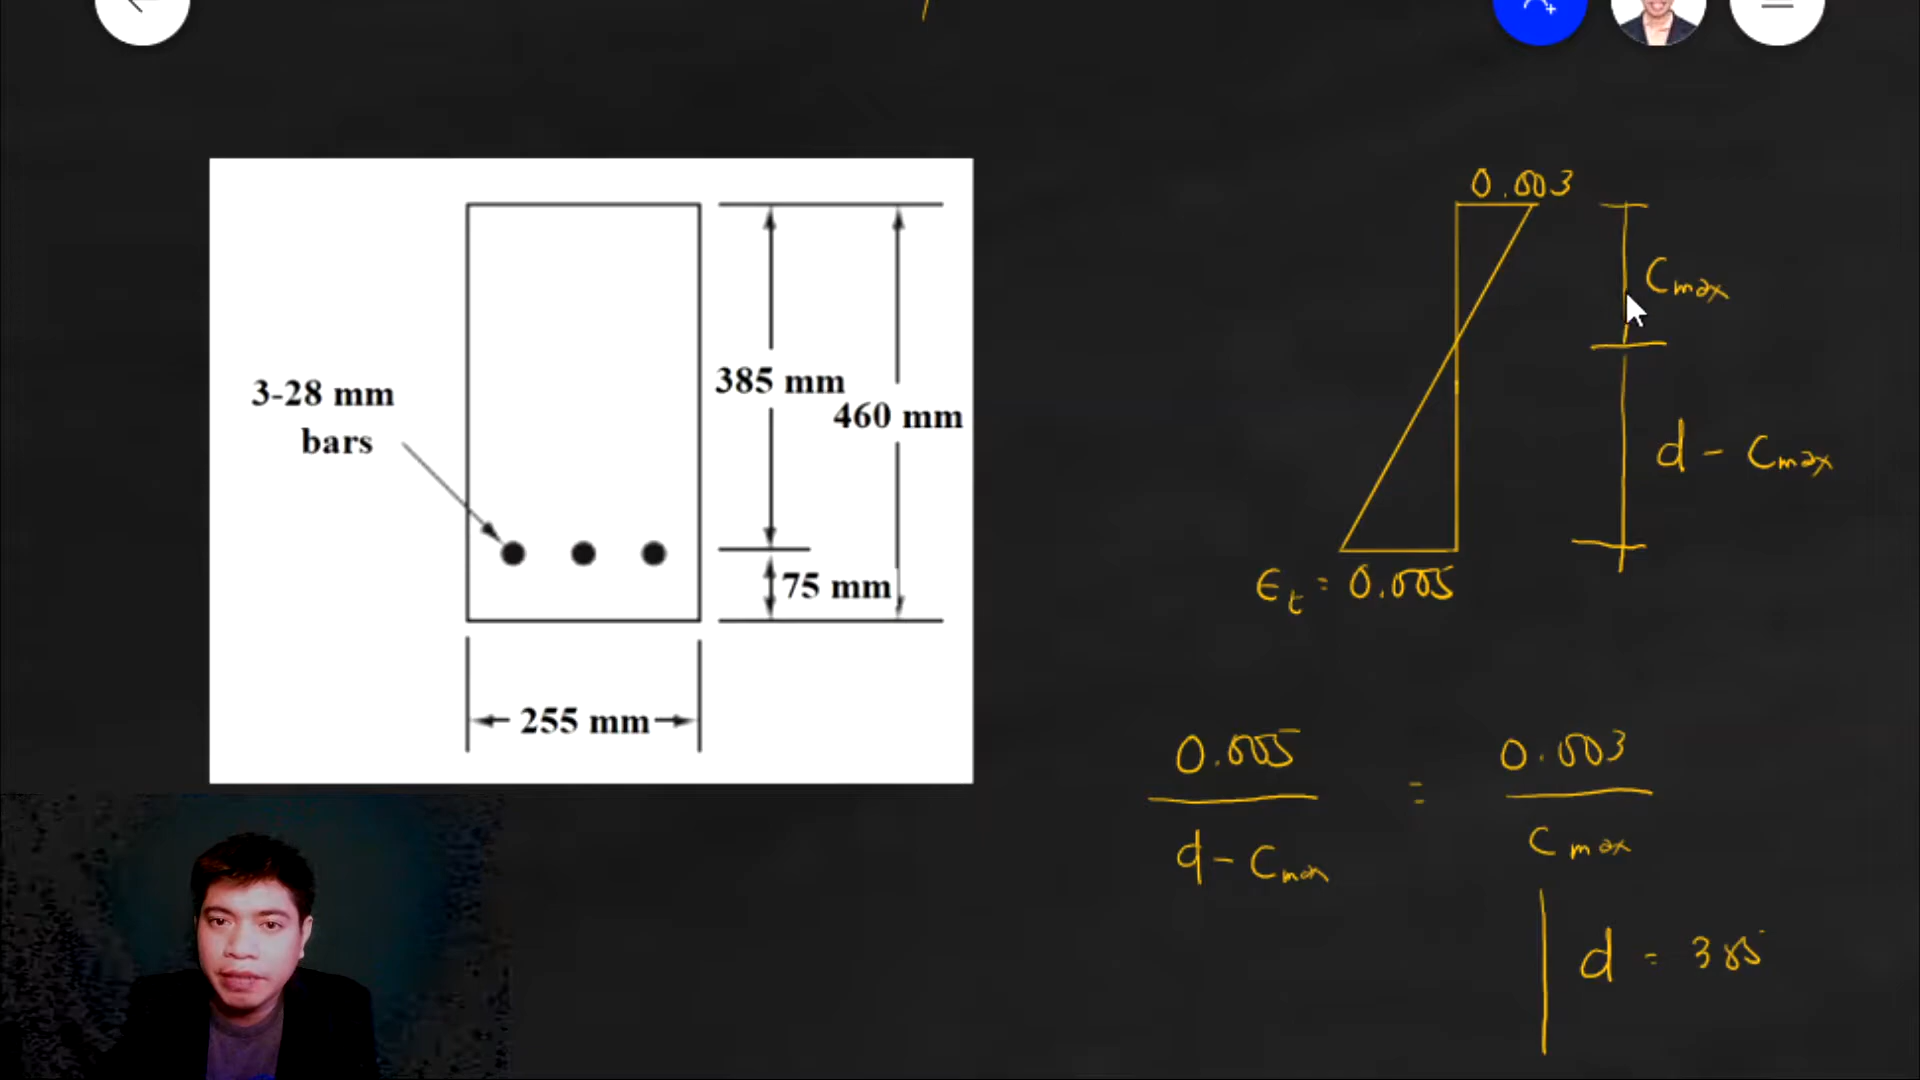 0.003
Cmax
3-28 mm
bars
385 mm
460 mm
d - Cmax
75 mm
ϵt = 0.005
255 mm
0.005 = 0.003
d - Cmax Cmax
d = 385